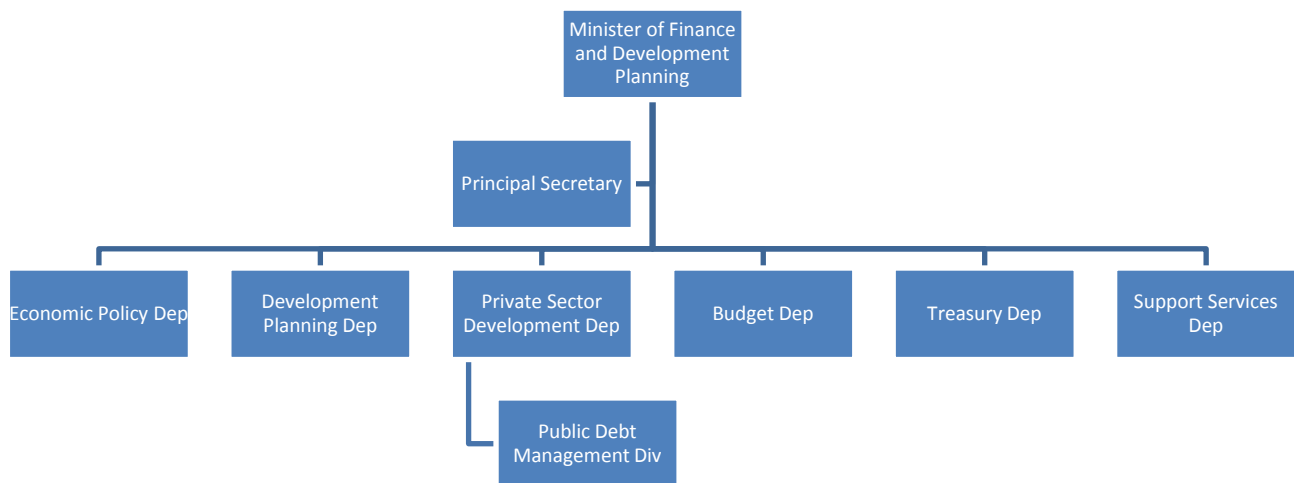 Minister of Finance
and Development
Planning
Principal Secretary
Economic Policy Dep
Development
Planning Dep
Private Sector
Development Dep
Budget Dep
Treasury Dep
Support Services
Dep
Public Debt
Management Div